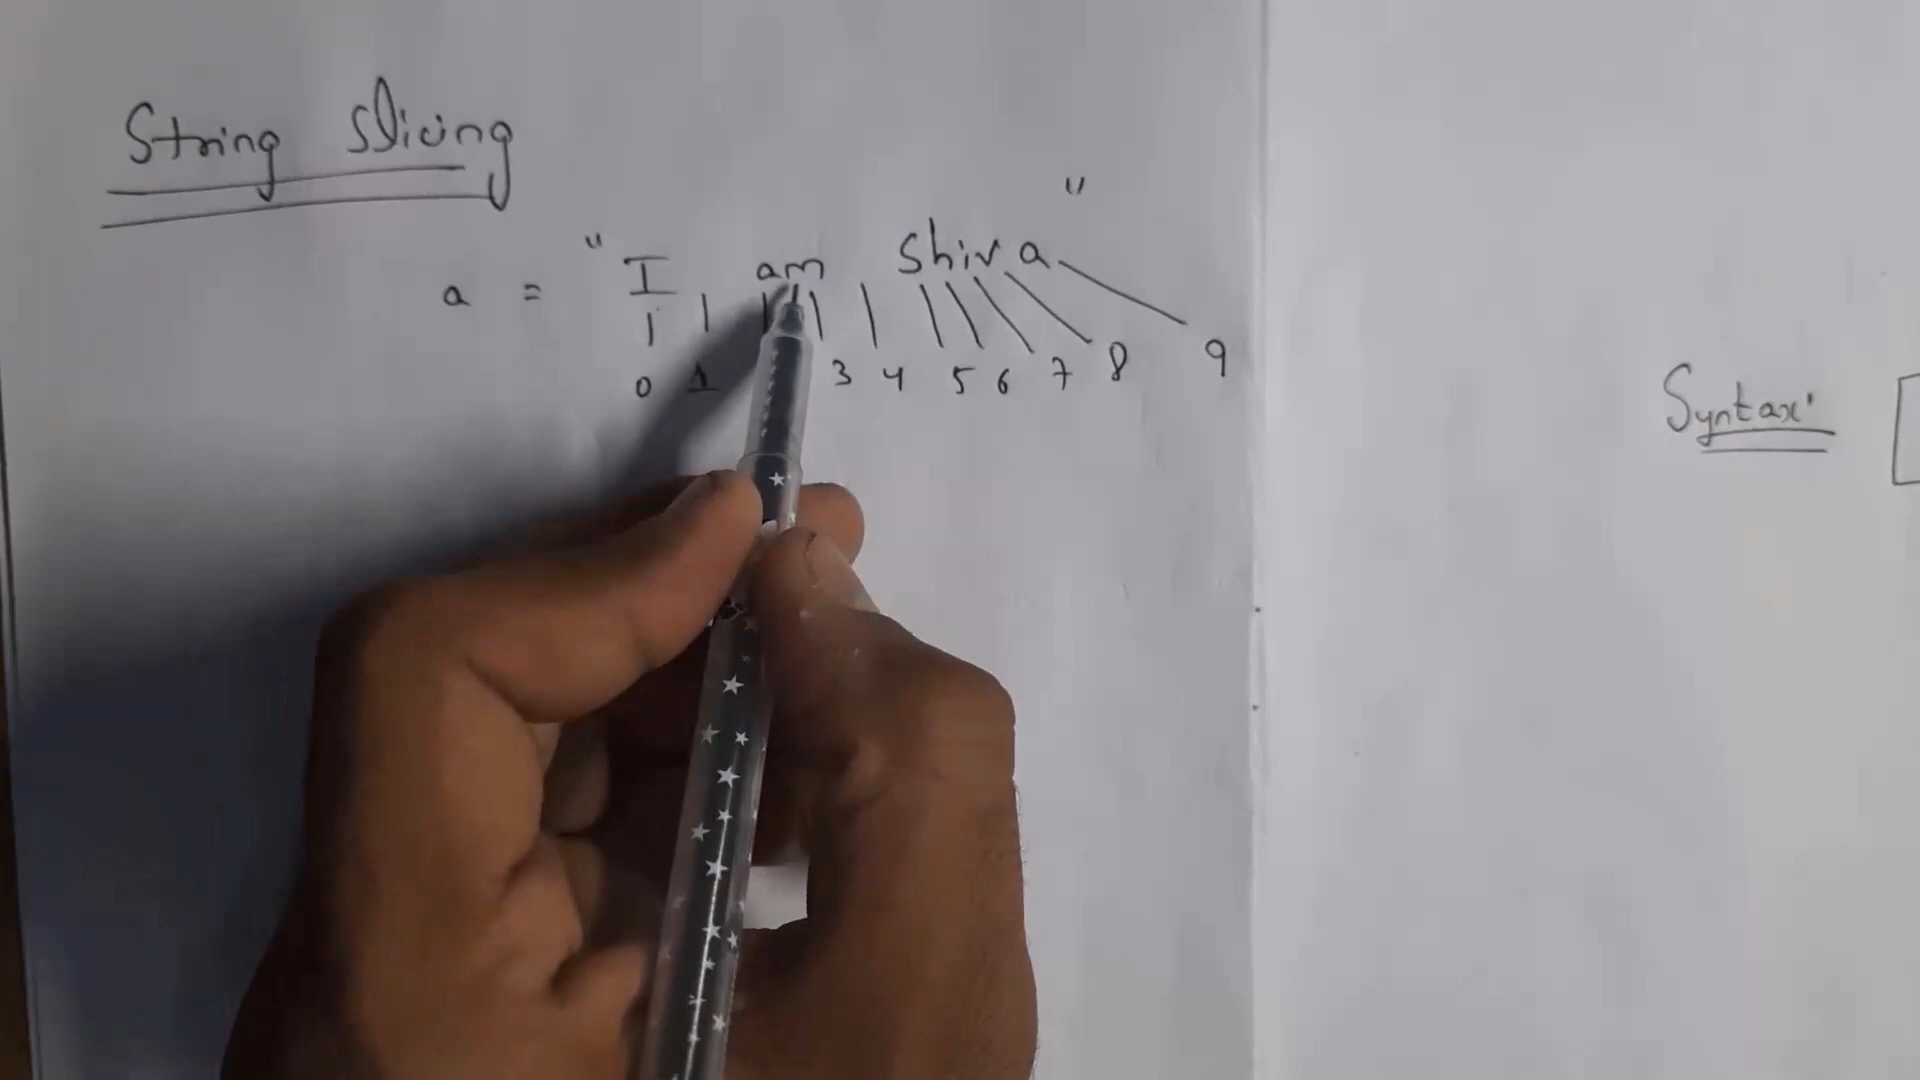 String Slicing
a = " I am Shiva "
0 1 3 4 5 6 7 8 9
Syntax: